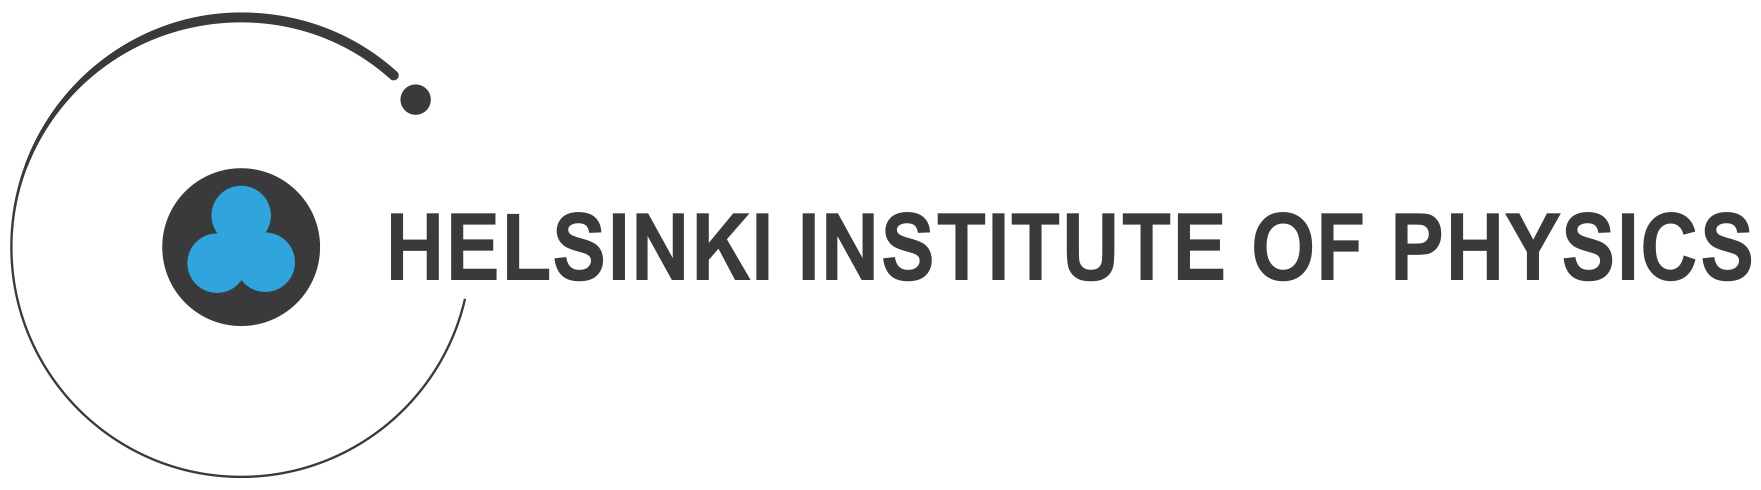 HELSINKI INSTITUTE OF PHYSICS